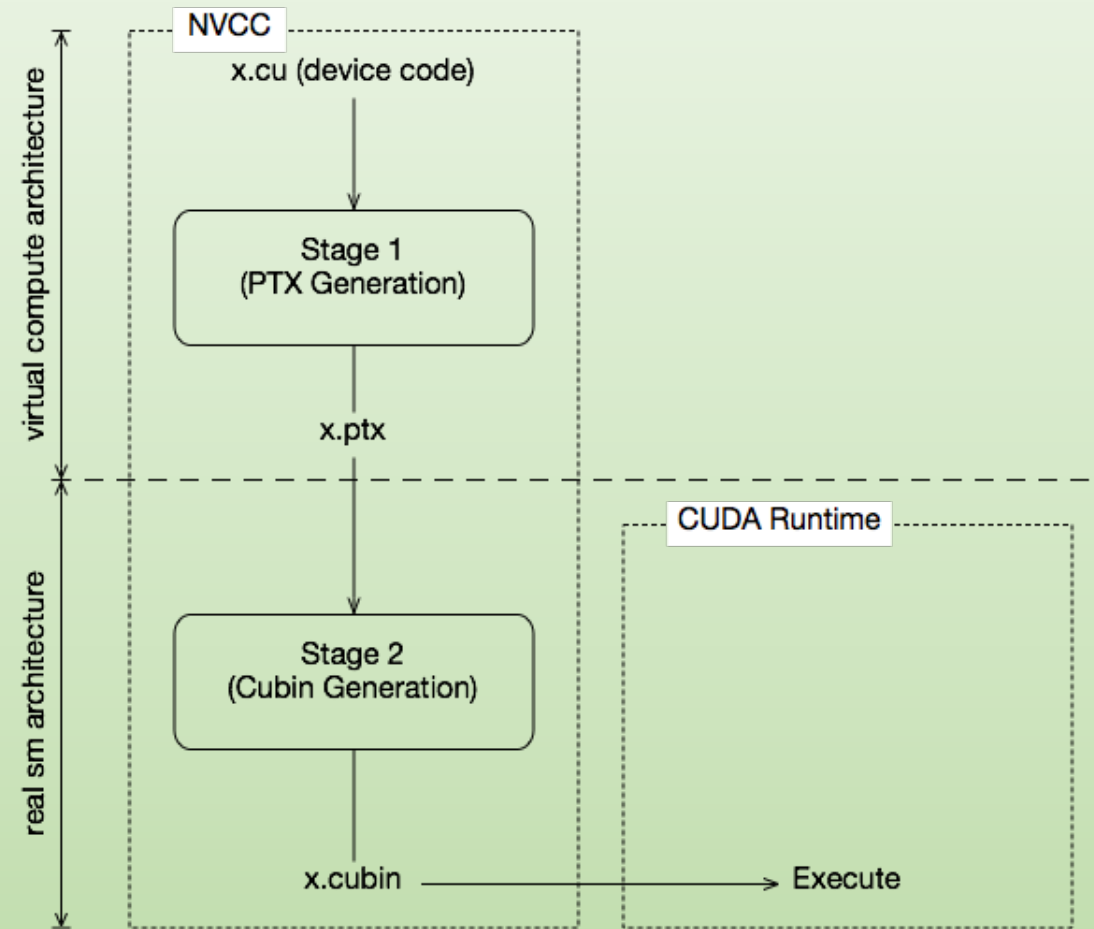 NVCC
x.cu (device code)
virtual compute architecture
Stage 1
(PTX Generation)
x.ptx
CUDA Runtime
real sm architecture
Stage 2
(Cubin Generation)
x.cubin
Execute